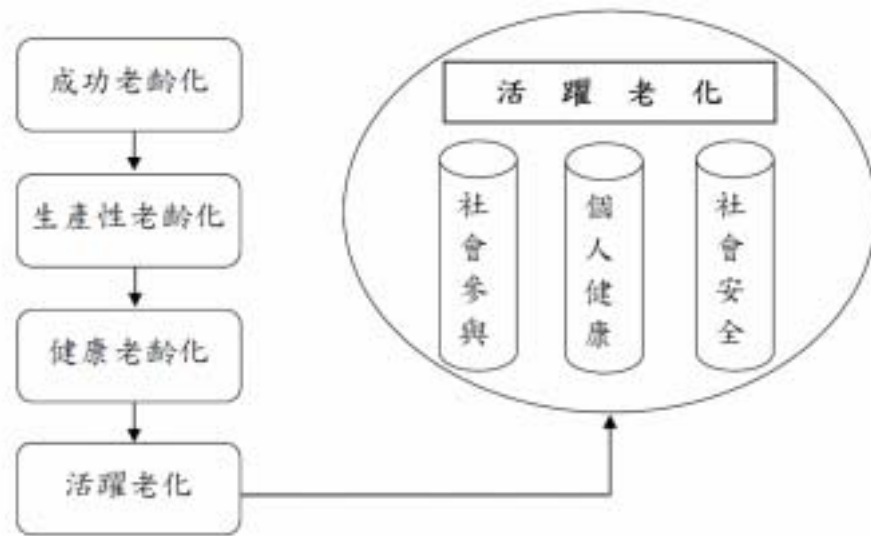 成功老齡化
生產性老齡化
健康老齡化
活躍老化
活躍老化
社會參與
個人健康
社會安全